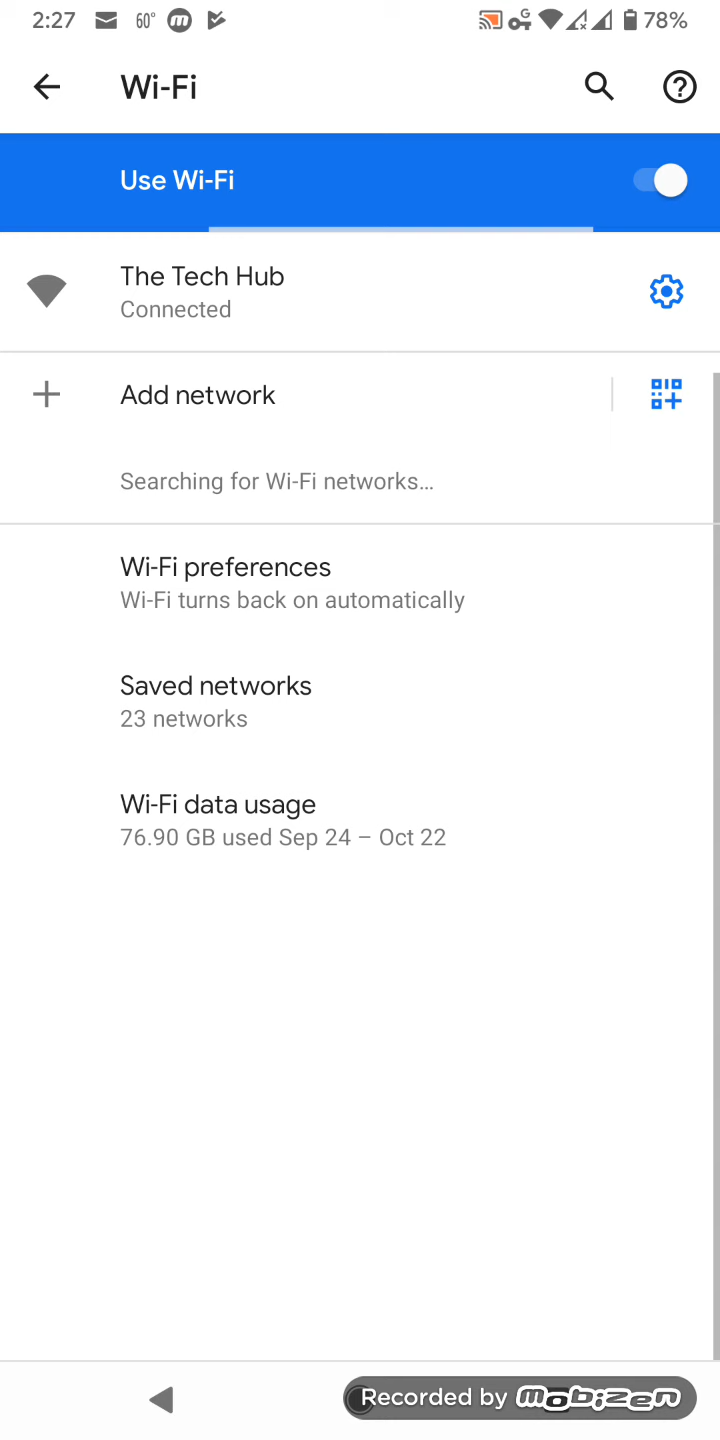 2:27 60° m G 78%
Wi-Fi
Use Wi-Fi
The Tech Hub
Connected
Add network
Searching for Wi-Fi networks…
Wi-Fi preferences
Wi-Fi turns back on automatically
Saved networks
23 networks
Wi-Fi data usage
76.90 GB used Sep 24 – Oct 22
Recorded by mobizen